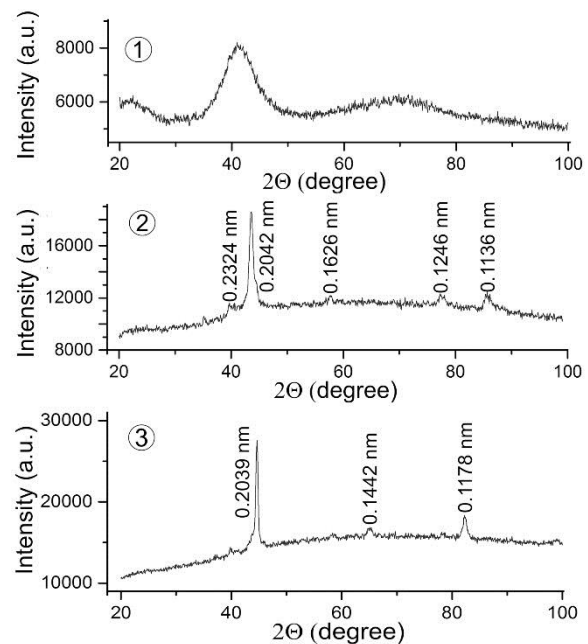 Intensity (a.u.)
8000
6000
①
20 40 60 80 100
2Θ (degree)
Intensity (a.u.)
16000
12000
8000
②
0.2324 nm
0.2042 nm
0.1626 nm
0.1246 nm
0.1136 nm
20 40 60 80 100
2Θ (degree)
Intensity (a.u.)
30000
20000
10000
③
0.2039 nm
0.1442 nm
0.1178 nm
20 40 60 80 100
2Θ (degree)